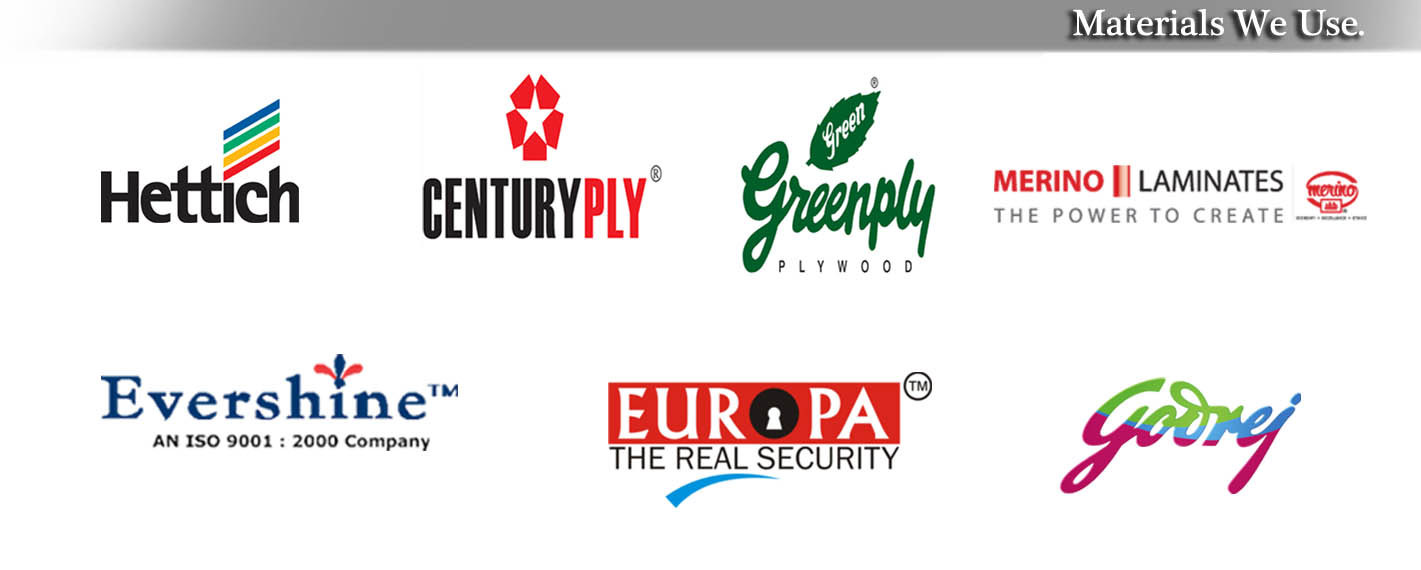 Materials We Use.
Hettich
CENTURYPLY®
Green®
Greenply
PLYWOOD
MERINO LAMINATES
THE POWER TO CREATE
merino
Evershine™
AN ISO 9001 : 2000 Company
EUROPA™
THE REAL SECURITY
Godrej